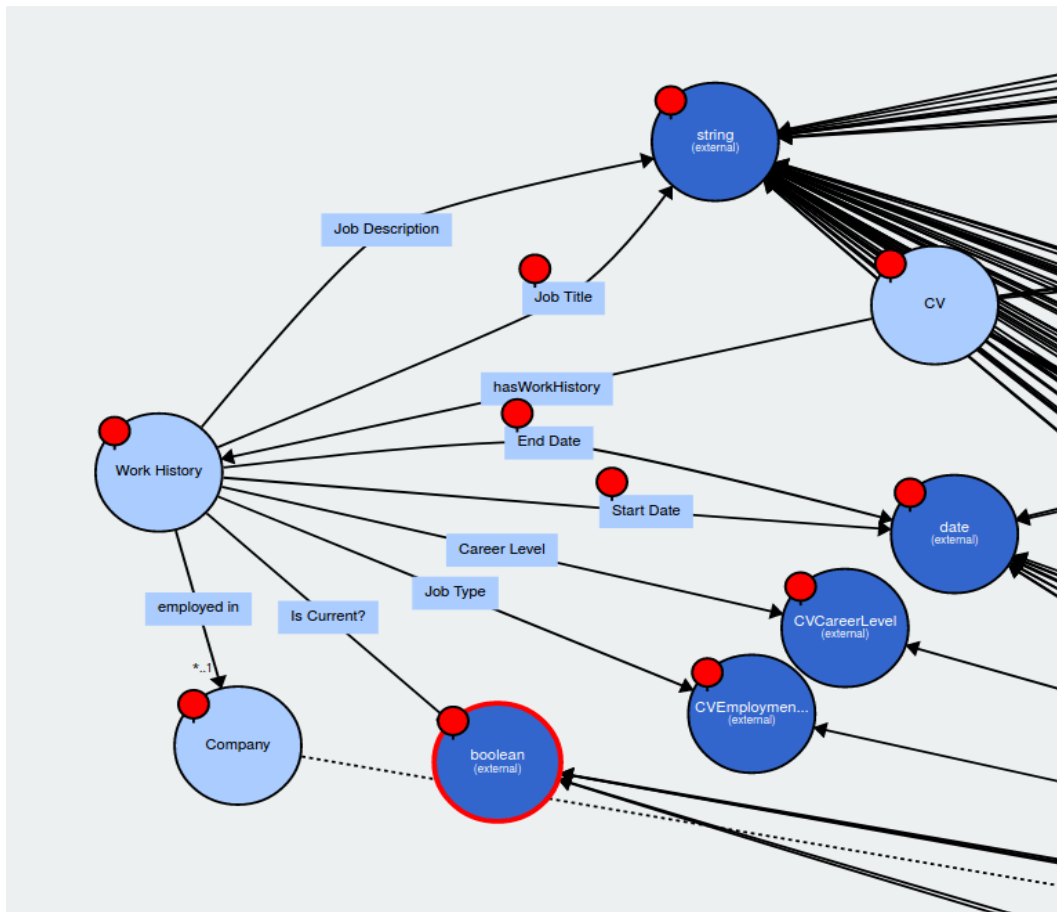 string
(external)
Job Description
Job Title
CV
hasWorkHistory
End Date
Work History
Start Date
date
(external)
Career Level
Job Type
employed in
Is Current?
CVCareerLevel
(external)
*..1
CVEmploymen...
(external)
Company
boolean
(external)